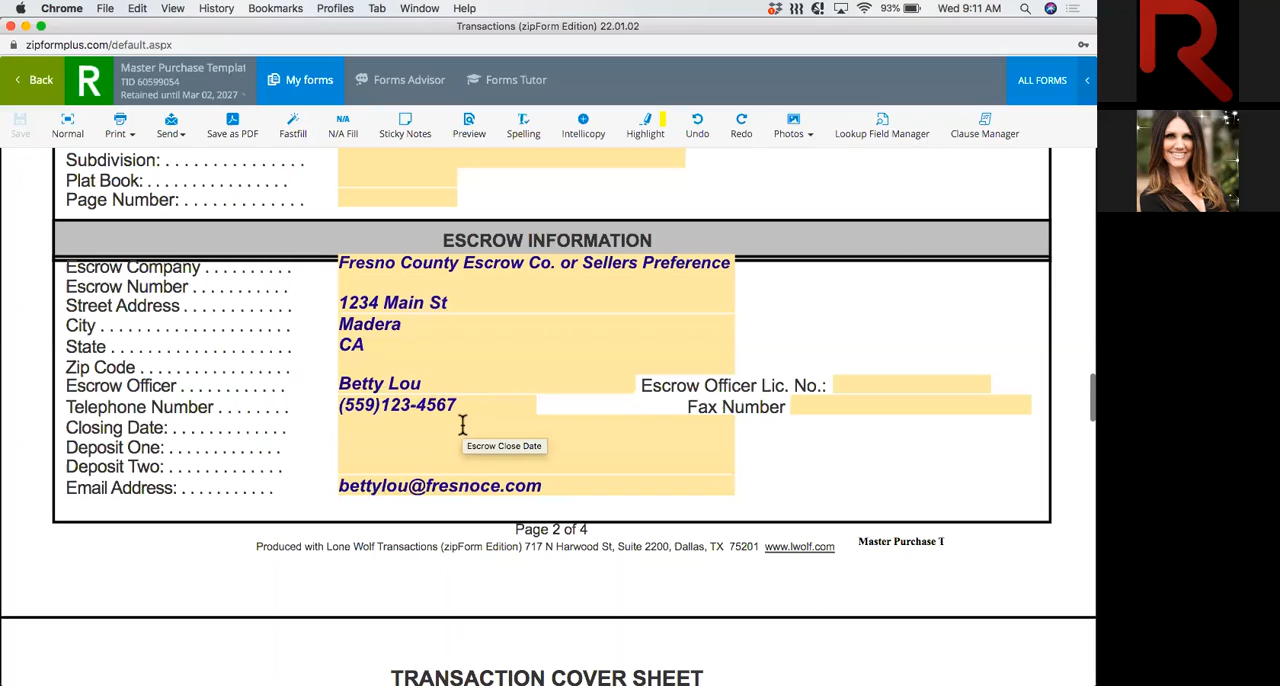 Chrome File Edit View History Bookmarks Profiles Tab Window Help 93% Wed 9:11 AM
Transactions (zipForm Edition) 22.01.02
zipformplus.com/default.aspx
Back R Master Purchase Templat My forms Forms Advisor Forms Tutor ALL FORMS
TID 60599054
Retained until Mar 02, 2027
Save Normal Print Send Save as PDF Fastfill N/A Fill Sticky Notes Preview Spelling Intellicopy Highlight Undo Redo Photos Lookup Field Manager Clause Manager
Subdivision: . . . . . . . . . . . . . . .
Plat Book: . . . . . . . . . . . . . . .
Page Number: . . . . . . . . . . . . .
ESCROW INFORMATION
Escrow Company . . . . . . . . . Fresno County Escrow Co. or Sellers Preference
Escrow Number . . . . . . . . . .
Street Address . . . . . . . . . . . . 1234 Main St
City . . . . . . . . . . . . . . . . . . . . Madera
State . . . . . . . . . . . . . . . . . . . CA
Zip Code . . . . . . . . . . . . . . . .
Escrow Officer . . . . . . . . . . . . Betty Lou Escrow Officer Lic. No.:
Telephone Number . . . . . . . . (559)123-4567 Fax Number
Closing Date: . . . . . . . . . . . . .
Deposit One: . . . . . . . . . . . . .
Escrow Close Date
Deposit Two: . . . . . . . . . . . . .
Email Address: . . . . . . . . . . . bettylou@fresnoce.com
Page 2 of 4
Produced with Lone Wolf Transactions (zipForm Edition) 717 N Harwood St, Suite 2200, Dallas, TX 75201 www.lwolf.com Master Purchase T
TRANSACTION COVER SHEET
R